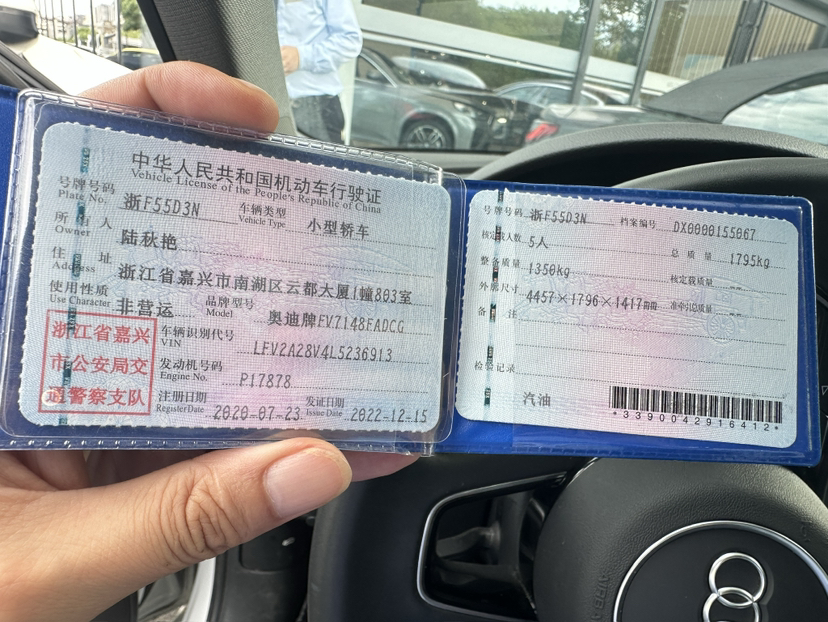 中华人民共和国机动车行驶证
Vehicle License of the People's Republic of China
号牌号码 浙F55D3N 车辆类型 小型轿车
Plate No. Vehicle Type
所有人 陆秋艳
Owner
住址 浙江省嘉兴市南湖区云都大厦1幢803室
Address
使用性质 非营运 品牌型号 奥迪牌FV7148FADCG
Use Character Model
浙江省嘉兴
市公安局交
通警察支队
车辆识别代号 LFV2A28V4L5236913
VIN
发动机号码 P17878
Engine No.
注册日期 2020-07-23 发证日期 2022-12-15
Register Date Issue Date
号牌号码 浙F55D3N 档案编号 DX0000155067
核定载人数 5人 总质量 1795kg
整备质量 1350kg 核定载质量 --
外廓尺寸 4457×1796×1417mm 准牵引总质量 --
备注
检验记录
汽油
*3390042916412*